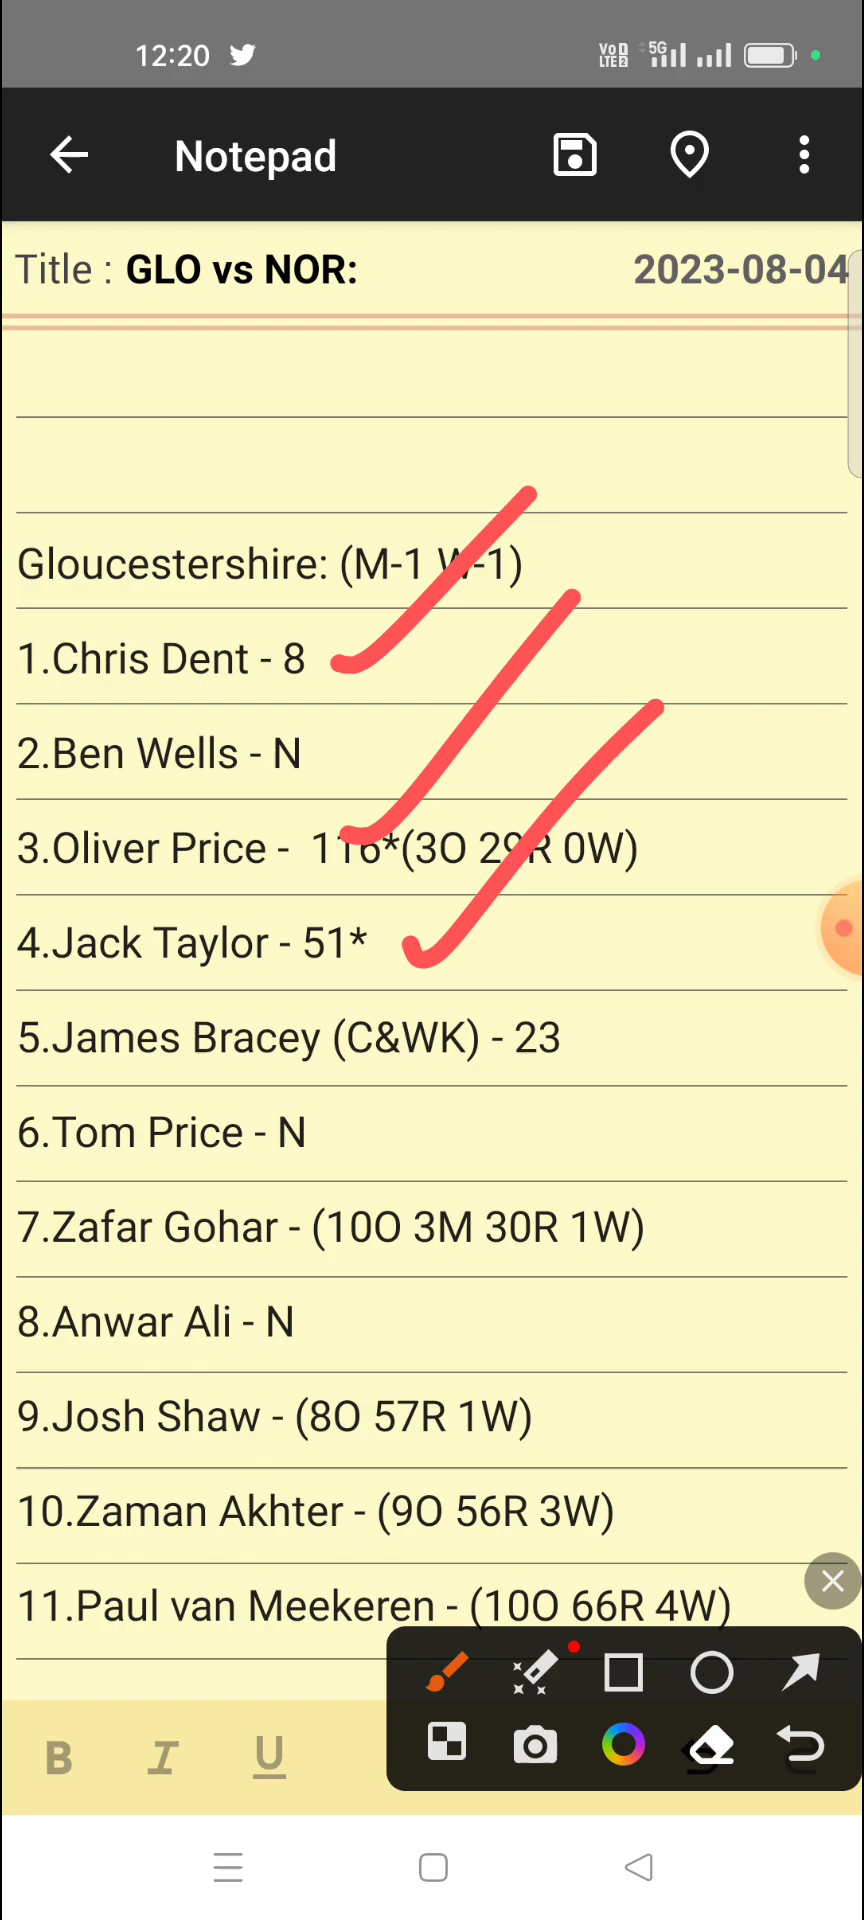 12:20 VoD LTE2 5G
Notepad
Title : GLO vs NOR: 2023-08-04
Gloucestershire: (M-1 W-1)
1.Chris Dent - 8
2.Ben Wells - N
3.Oliver Price - 116*(3O 29R 0W)
4.Jack Taylor - 51*
5.James Bracey (C&WK) - 23
6.Tom Price - N
7.Zafar Gohar - (10O 3M 30R 1W)
8.Anwar Ali - N
9.Josh Shaw - (8O 57R 1W)
10.Zaman Akhter - (9O 56R 3W)
11.Paul van Meekeren - (10O 66R 4W)
B I U